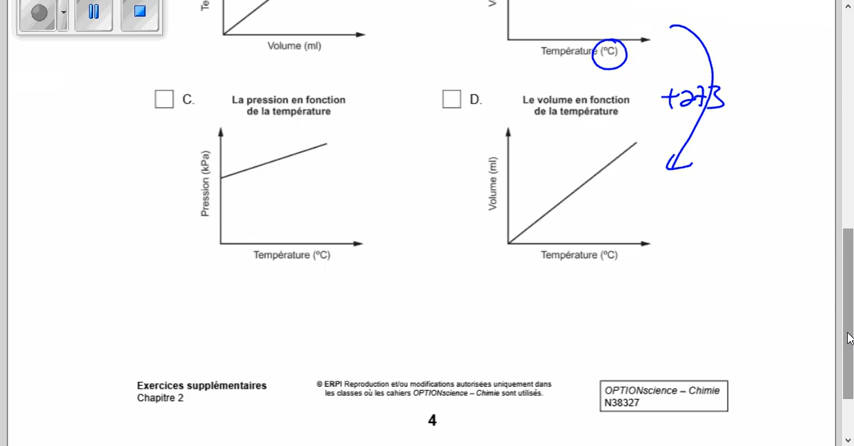 Te
V
Volume (ml)
Température (ºC)
+273
C.
La pression en fonction
de la température
D.
Le volume en fonction
de la température
Pression (kPa)
Volume (ml)
Température (ºC)
Température (ºC)
Exercices supplémentaires
Chapitre 2
© ERPI Reproduction et/ou modifications autorisées uniquement dans
les classes où les cahiers OPTIONscience – Chimie sont utilisés.
OPTIONscience – Chimie
N38327
4